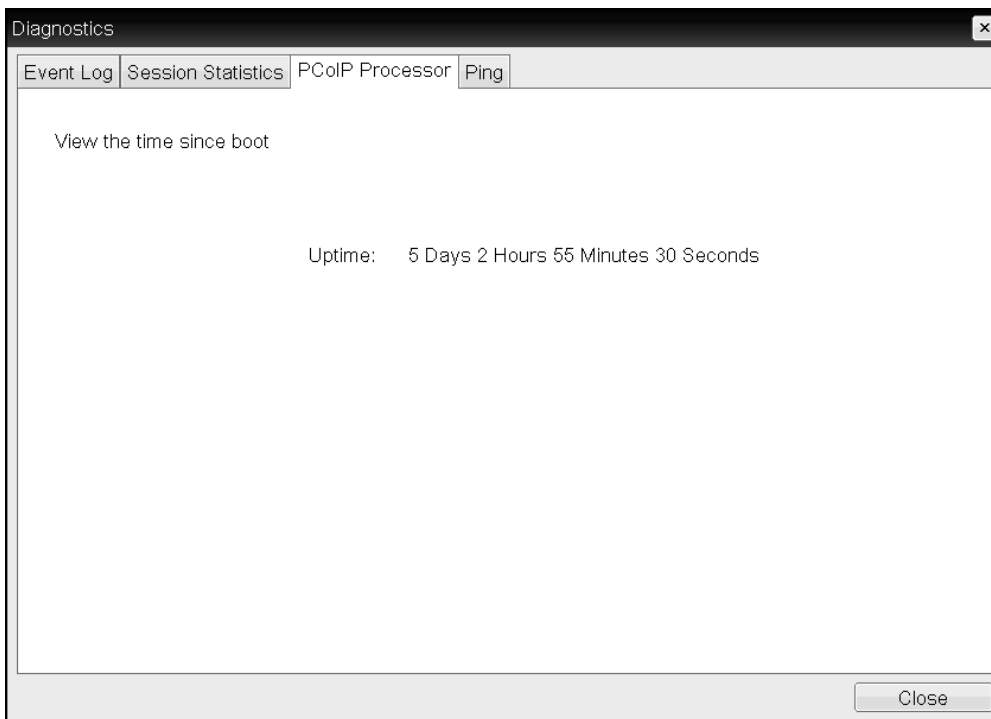 Diagnostics
Event Log Session Statistics PCoIP Processor Ping
View the time since boot
Uptime: 5 Days 2 Hours 55 Minutes 30 Seconds
Close